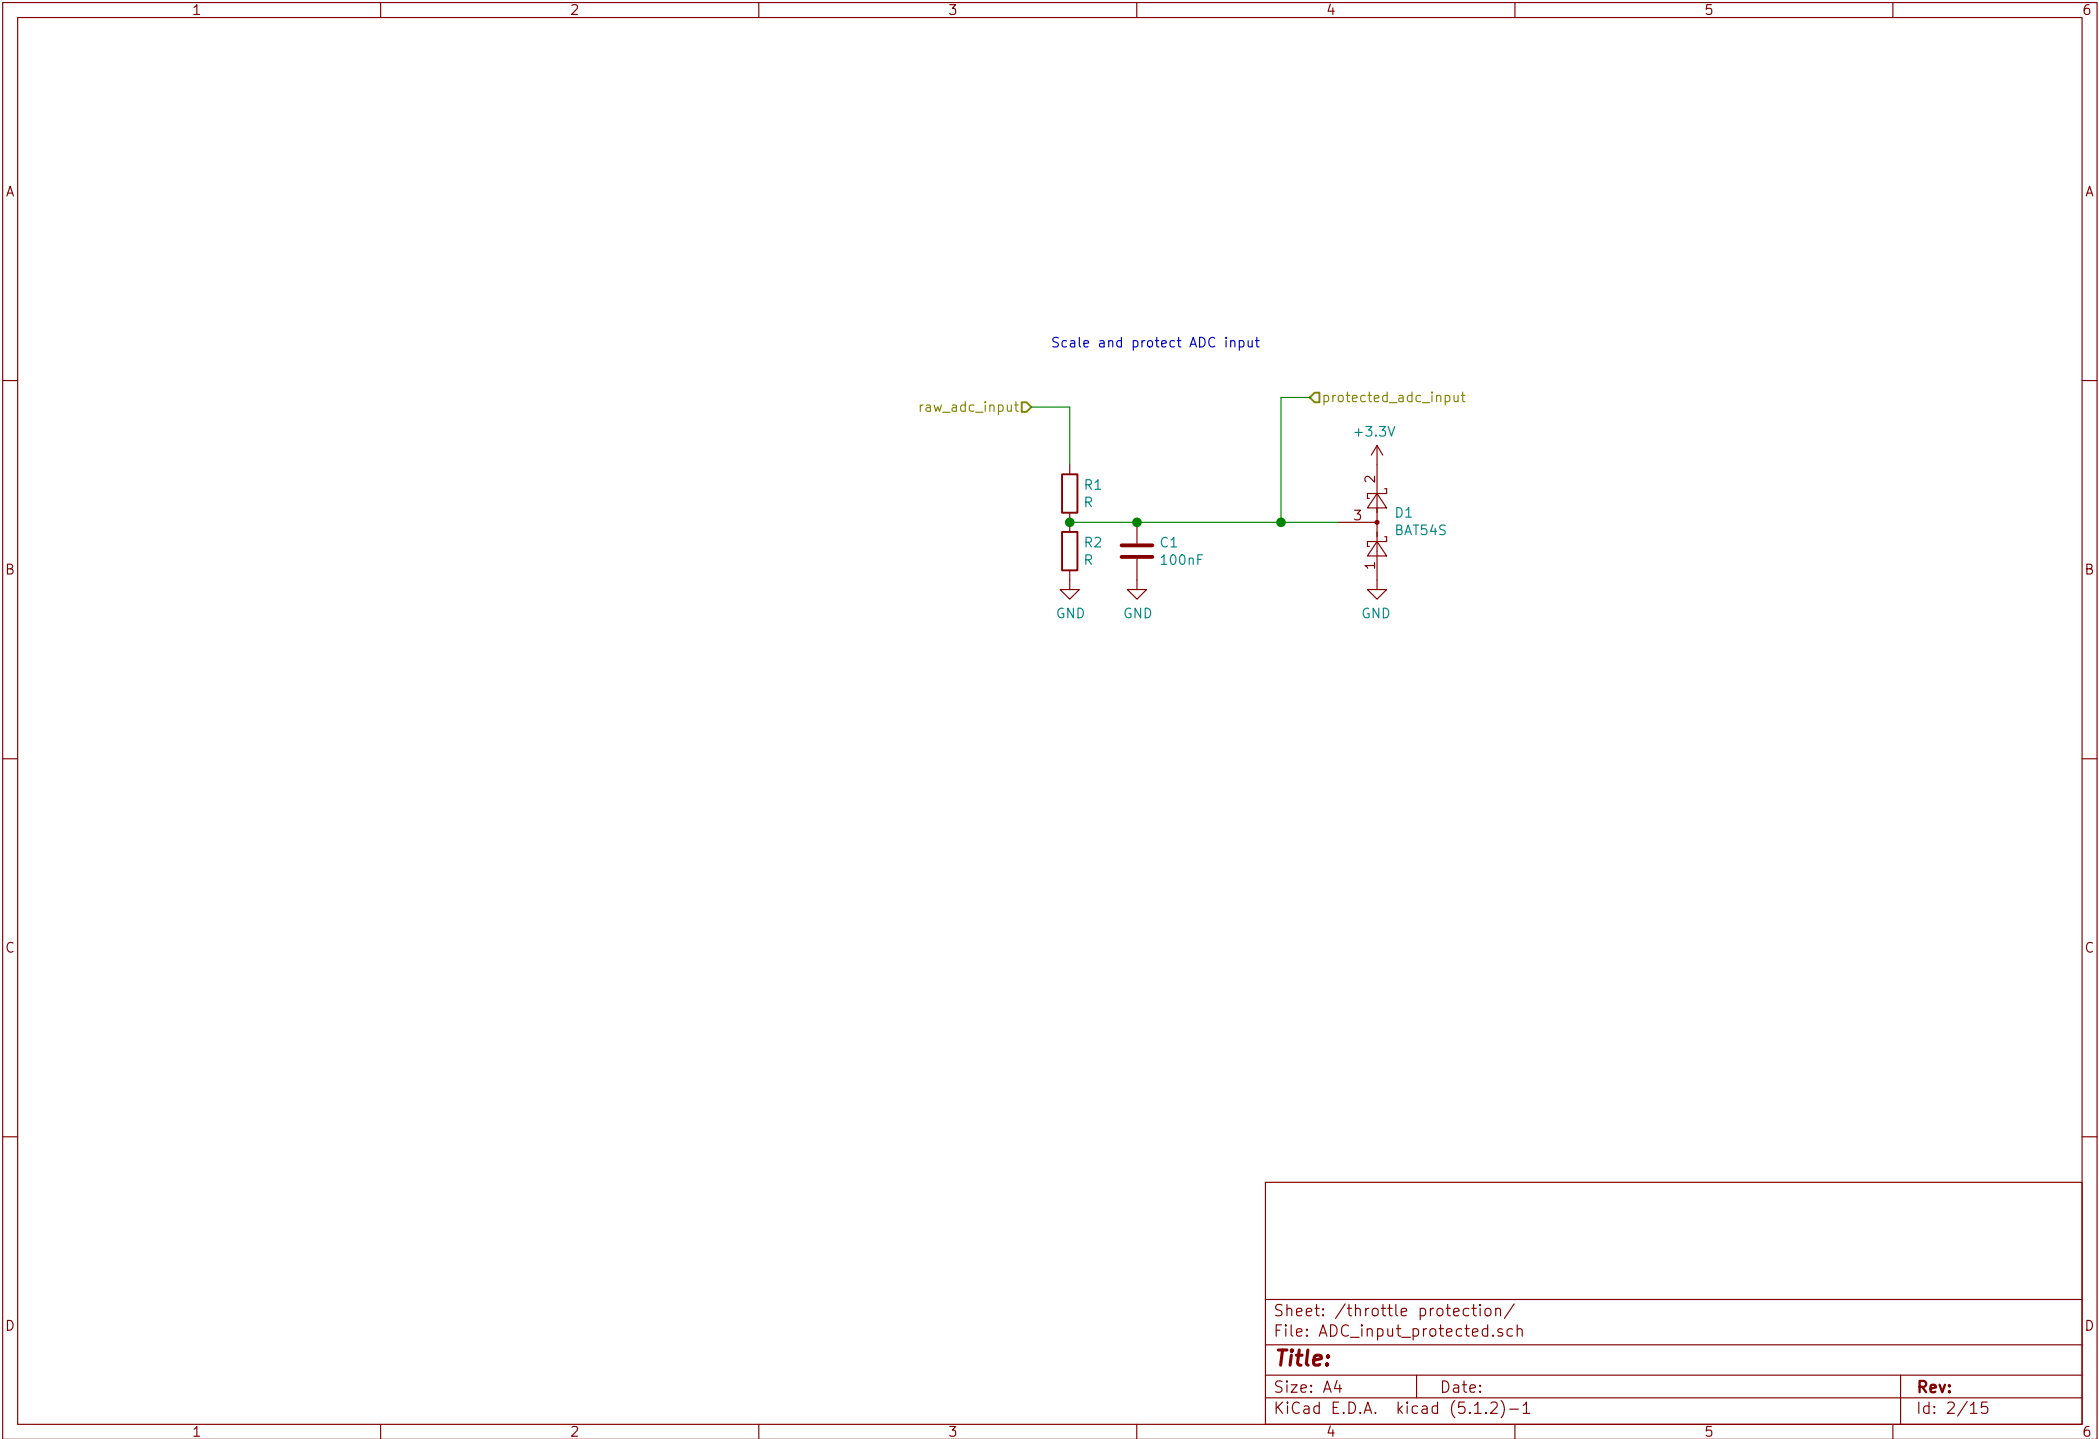 1 2 3 4 5 6
A A
Scale and protect ADC input
raw_adc_input
protected_adc_input
+3.3V
2
R1
R
3
D1
BAT54S
R2
R
C1
100nF
1
B B
GND GND GND
C C
Sheet: /throttle protection/
File: ADC_input_protected.sch
D D
Title:
Size: A4 Date: Rev:
KiCad E.D.A. kicad (5.1.2)-1 Id: 2/15
1 2 3 4 5 6